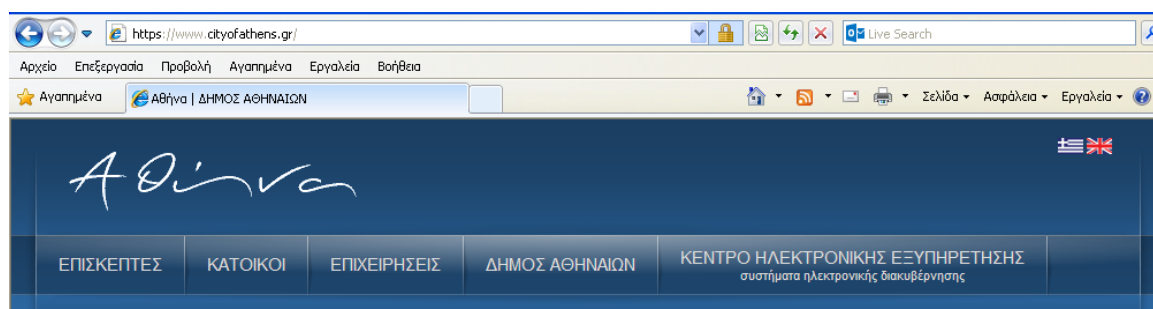 https://www.cityofathens.gr/
Live Search
Αρχείο Επεξεργασία Προβολή Αγαπημένα Εργαλεία Βοήθεια
Αγαπημένα Αθήνα | ΔΗΜΟΣ ΑΘΗΝΑΙΩΝ Σελίδα Ασφάλεια Εργαλεία
Αθήνα
ΕΠΙΣΚΕΠΤΕΣ ΚΑΤΟΙΚΟΙ ΕΠΙΧΕΙΡΗΣΕΙΣ ΔΗΜΟΣ ΑΘΗΝΑΙΩΝ ΚΕΝΤΡΟ ΗΛΕΚΤΡΟΝΙΚΗΣ ΕΞΥΠΗΡΕΤΗΣΗΣ
συστήματα ηλεκτρονικής διακυβέρνησης